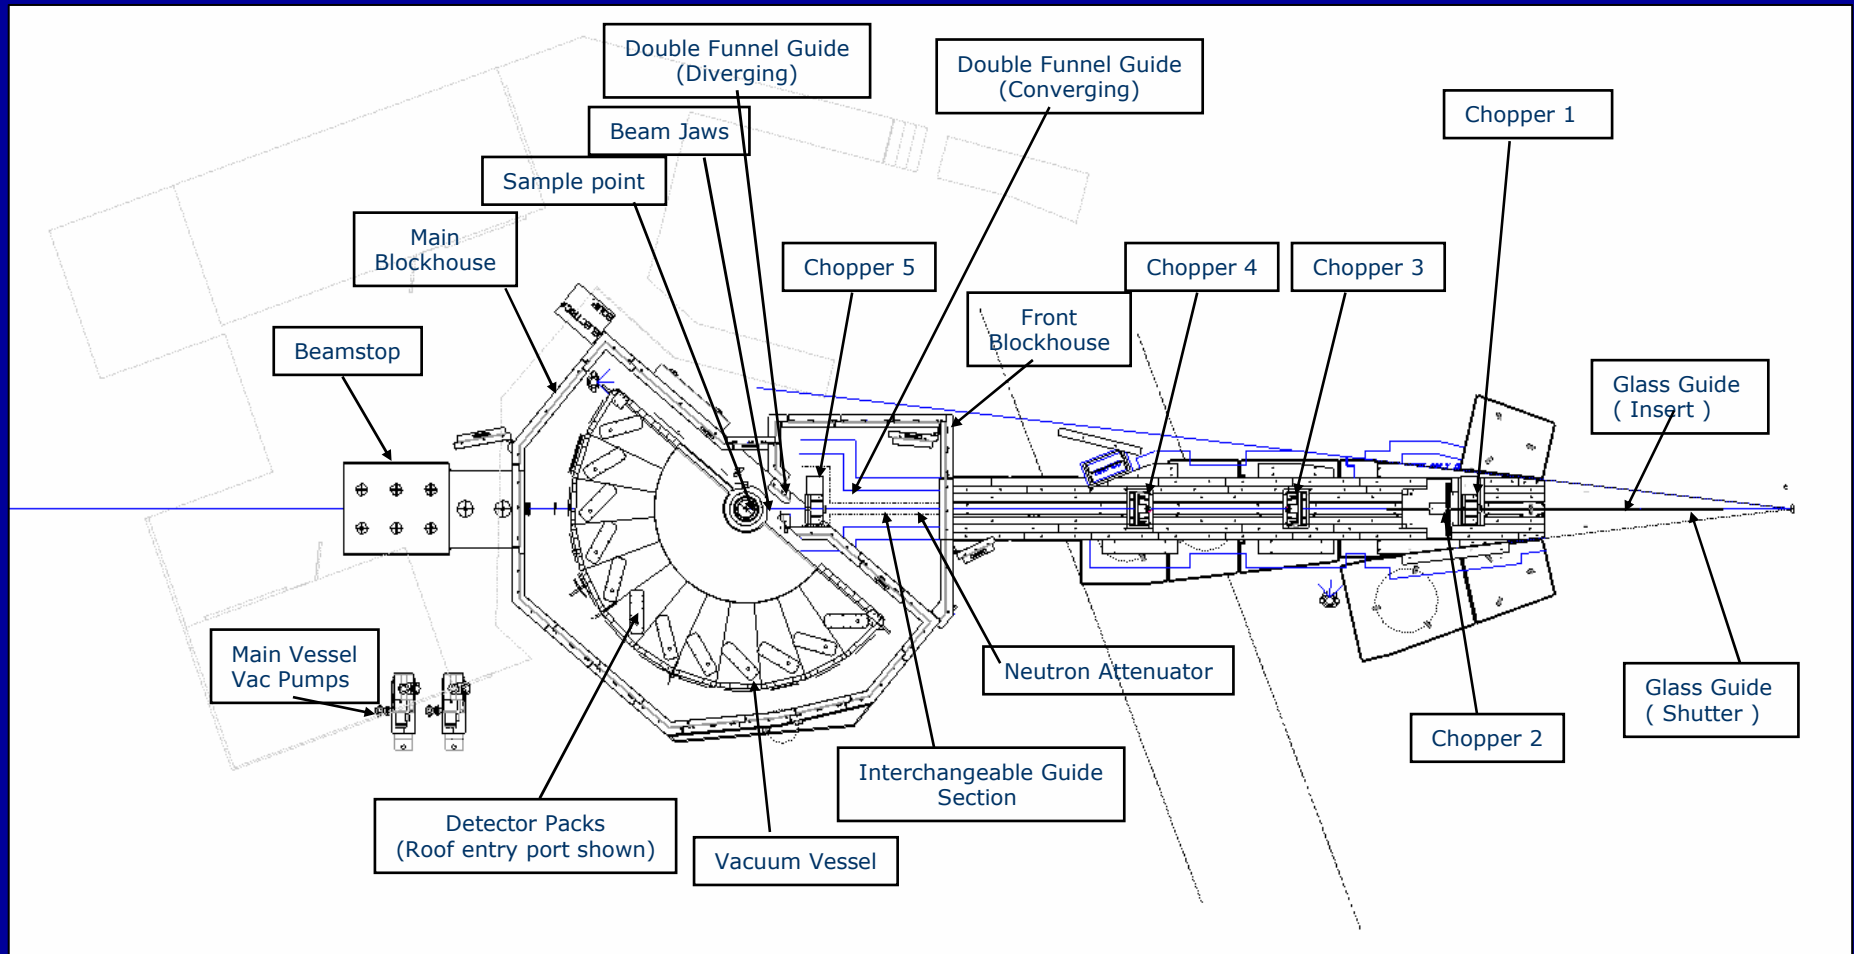 Double Funnel Guide
(Diverging)
Double Funnel Guide
(Converging)
Chopper 1
Beam Jaws
Sample point
Main
Blockhouse
Chopper 5
Chopper 4
Chopper 3
Front
Blockhouse
Beamstop
Glass Guide
( Insert )
Main Vessel
Vac Pumps
Neutron Attenuator
Glass Guide
( Shutter )
Chopper 2
Interchangeable Guide
Section
Detector Packs
(Roof entry port shown)
Vacuum Vessel